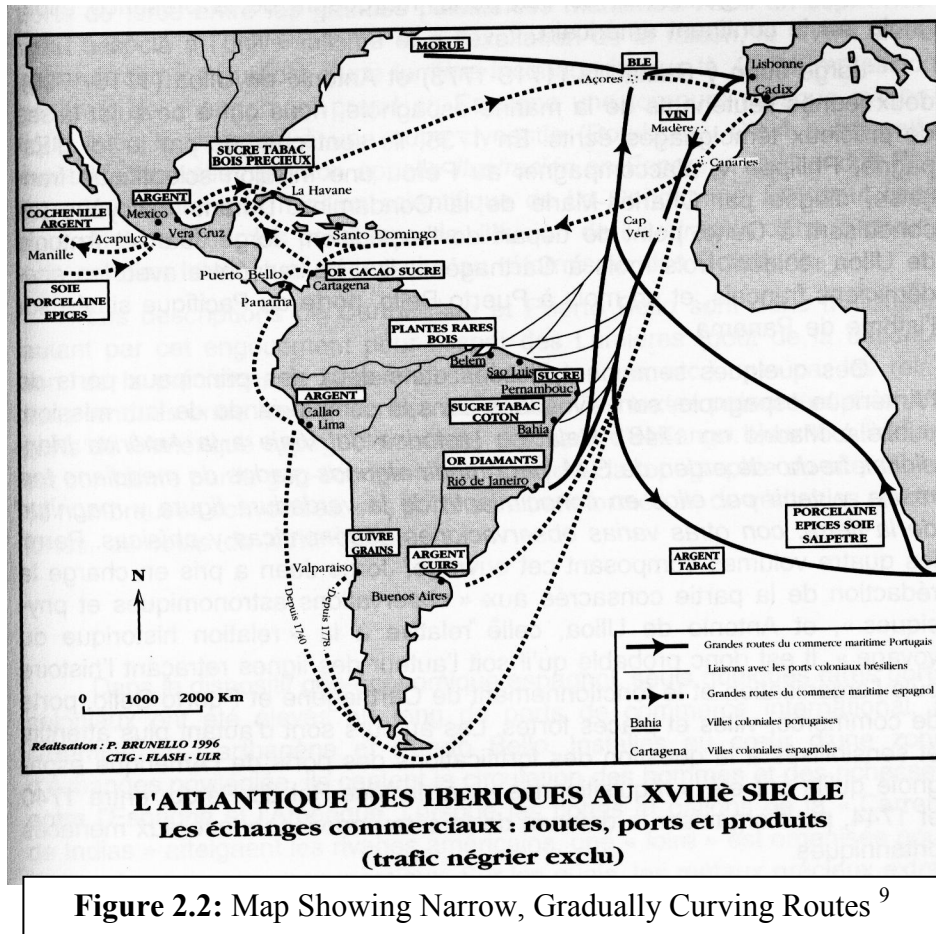 MORUE
BLE
Açores
Lisbonne
Cadix
VIN
Madère
SUCRE TABAC
BOIS PRECIEUX
Canaries
La Havane
ARGENT
COCHENILLE
ARGENT
Mexico
Manille
Acapulco
Vera Cruz
Santo Domingo
Cap
Vert
SOIE
PORCELAINE
EPICES
Puerto Bello
OR CACAO SUCRE
Cartagena
Panama
PLANTES RARES
BOIS
Belem
Sao Luis
SUCRE
Pernambouc
ARGENT
Callao
Lima
SUCRE TABAC
COTON
Bahia
OR DIAMANTS
Rio de Janeiro
CUIVRE
GRAINS
ARGENT
CUIRS
Valparaiso
Buenos Aires
PORCELAINE
EPICES SOIE
SALPETRE
ARGENT
TABAC
N
Depuis 1740
Depuis 1778
0 1000 2000 Km
Réalisation : P. BRUNELLO 1996
CTIG - FLASH - ULR
Grandes routes du commerce maritime Portugais
Liaisons avec les ports coloniaux brésiliens
Grandes routes du commerce maritime espagnol
Bahia Villes coloniales portugaises
Cartagena Villes coloniales espagnoles
L'ATLANTIQUE DES IBERIQUES AU XVIIIè SIECLE
Les échanges commerciaux : routes, ports et produits
(trafic négrier exclu)
Figure 2.2: Map Showing Narrow, Gradually Curving Routes 9